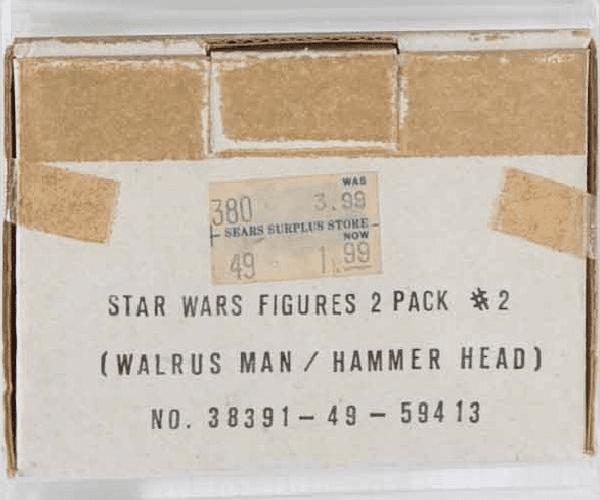 WAS
380 3.99
SEARS SURPLUS STORE
NOW
49 1.99
STAR WARS FIGURES 2 PACK #2
(WALRUS MAN / HAMMER HEAD)
NO. 38391-49-59413